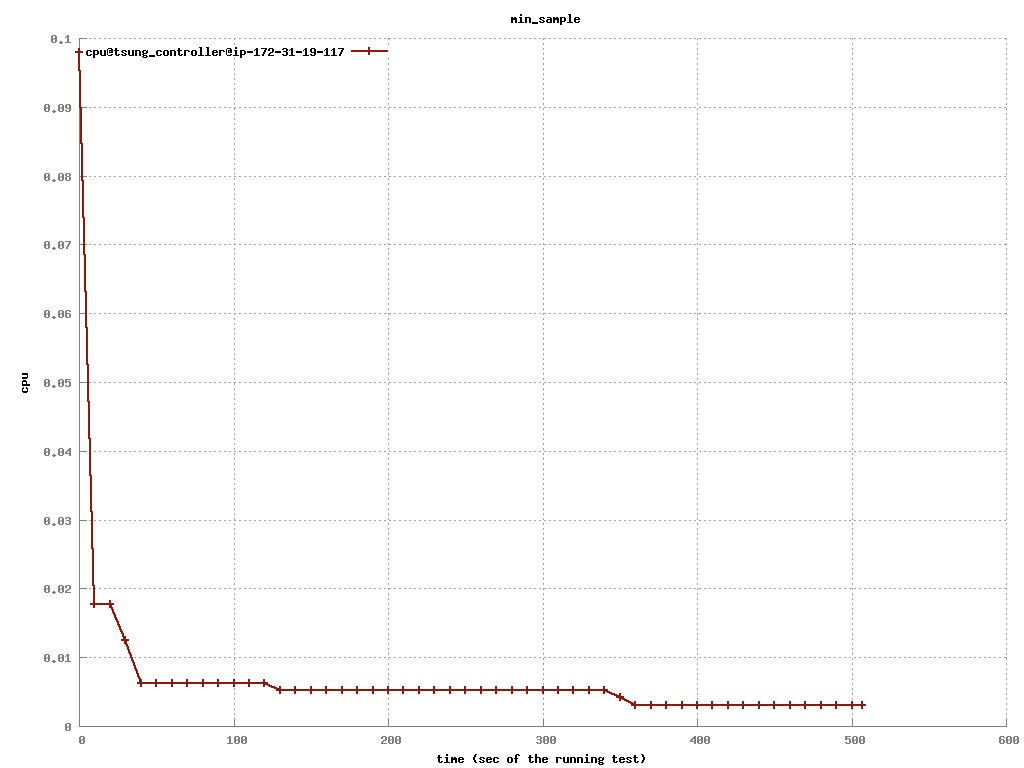 min_sample
0.1
cpu@tsung_controller@ip-172-31-19-117
0.09
0.08
0.07
0.06
0.05
cpu
0.04
0.03
0.02
0.01
0
0 100 200 300 400 500 600
time (sec of the running test)